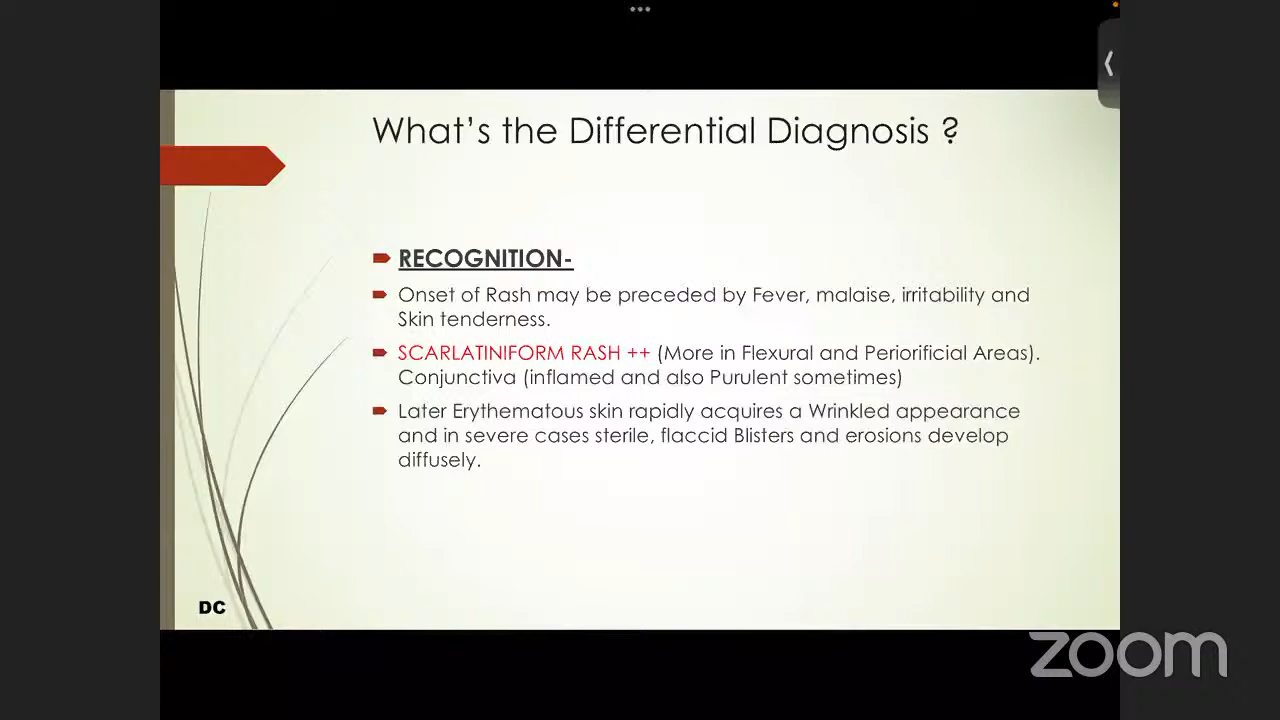 What's the Differential Diagnosis ?
RECOGNITION-
Onset of Rash may be preceded by Fever, malaise, irritability and
Skin tenderness.
SCARLATINIFORM RASH ++ (More in Flexural and Periorificial Areas).
Conjunctiva (inflamed and also Purulent sometimes)
Later Erythematous skin rapidly acquires a Wrinkled appearance
and in severe cases sterile, flaccid Blisters and erosions develop
diffusely.
DC
zoom